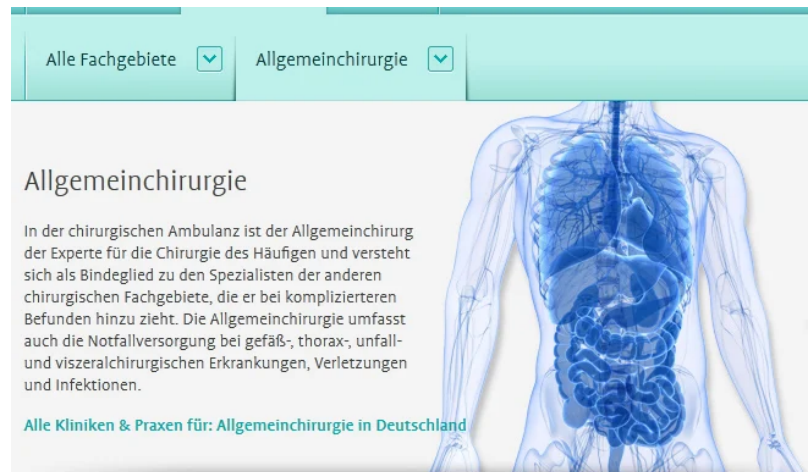 Alle Fachgebiete
Allgemeinchirurgie
Allgemeinchirurgie
In der chirurgischen Ambulanz ist der Allgemeinchirurg
der Experte für die Chirurgie des Häufigen und versteht
sich als Bindeglied zu den Spezialisten der anderen
chirurgischen Fachgebiete, die er bei komplizierteren
Befunden hinzu zieht. Die Allgemeinchirurgie umfasst
auch die Notfallversorgung bei gefäß-, thorax-, unfall-
und viszeralchirurgischen Erkrankungen, Verletzungen
und Infektionen.
Alle Kliniken & Praxen für: Allgemeinchirurgie in Deutschland